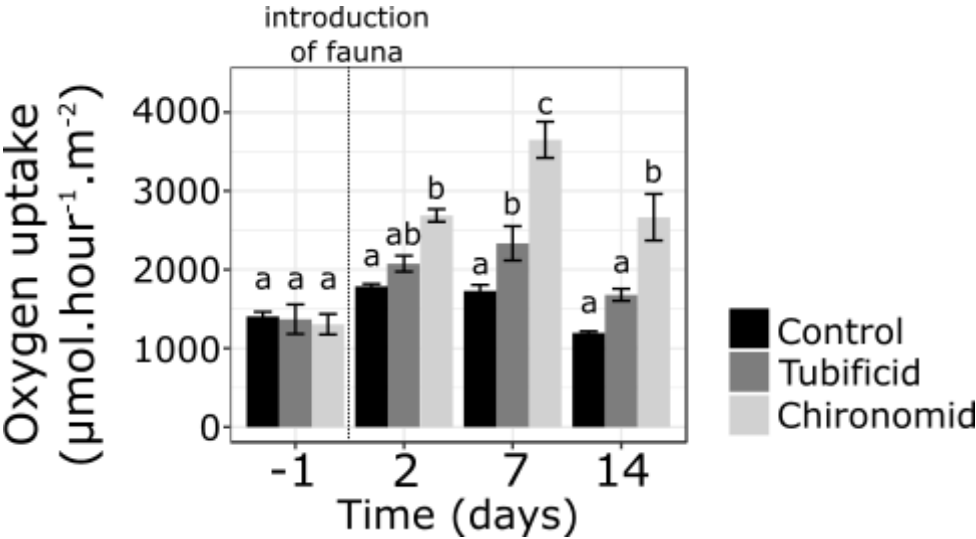 introduction
of fauna
Oxygen uptake
(µmol.hour⁻¹.m⁻²)
4000
3000
2000
1000
0
a a a
a ab b
a b c
a a b
-1 2 7 14
Time (days)
Control
Tubificid
Chironomid